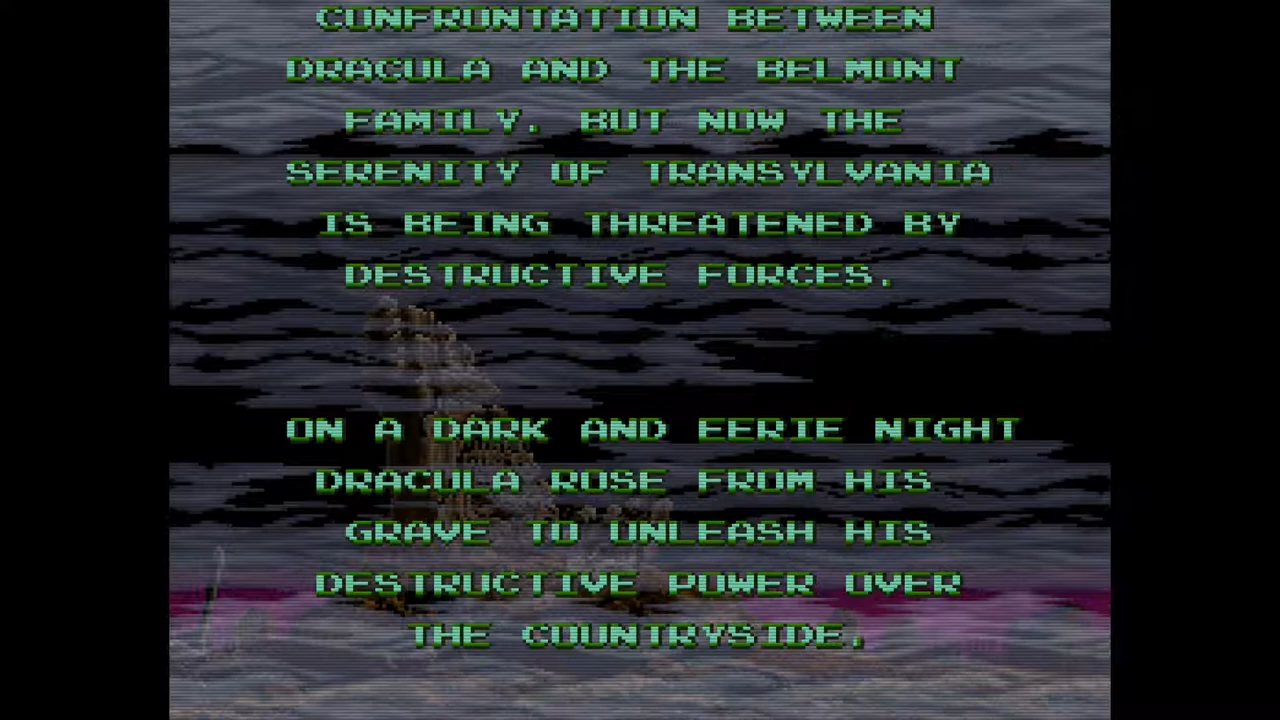 CONFRONTATION BETWEEN
DRACULA AND THE BELMONT
FAMILY. BUT NOW THE
SERENITY OF TRANSYLVANIA
IS BEING THREATENED BY
DESTRUCTIVE FORCES.
ON A DARK AND EERIE NIGHT
DRACULA ROSE FROM HIS
GRAVE TO UNLEASH HIS
DESTRUCTIVE POWER OVER
THE COUNTRYSIDE.